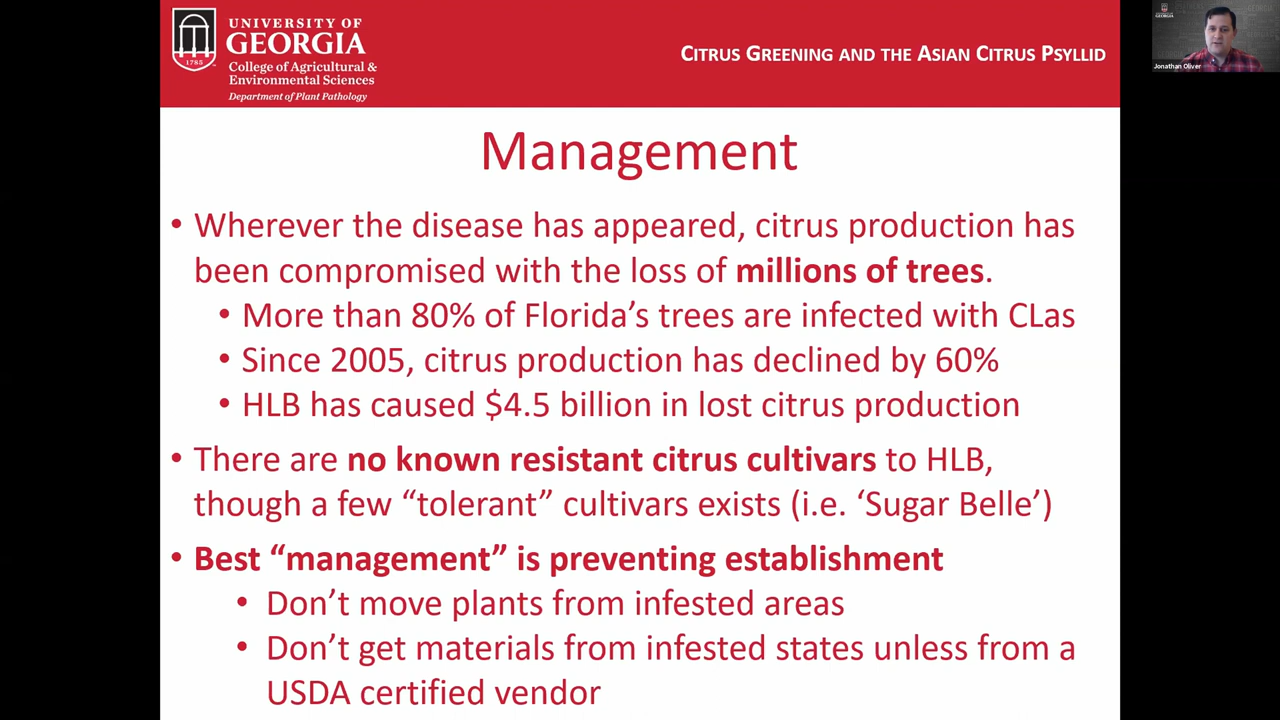 UNIVERSITY OF
GEORGIA
College of Agricultural &
Environmental Sciences
Department of Plant Pathology
1785
CITRUS GREENING AND THE ASIAN CITRUS PSYLLID
Jonathan Oliver
Management
• Wherever the disease has appeared, citrus production has
been compromised with the loss of millions of trees.
• More than 80% of Florida’s trees are infected with CLas
• Since 2005, citrus production has declined by 60%
• HLB has caused $4.5 billion in lost citrus production
• There are no known resistant citrus cultivars to HLB,
though a few “tolerant” cultivars exists (i.e. ‘Sugar Belle’)
• Best “management” is preventing establishment
• Don’t move plants from infested areas
• Don’t get materials from infested states unless from a
USDA certified vendor